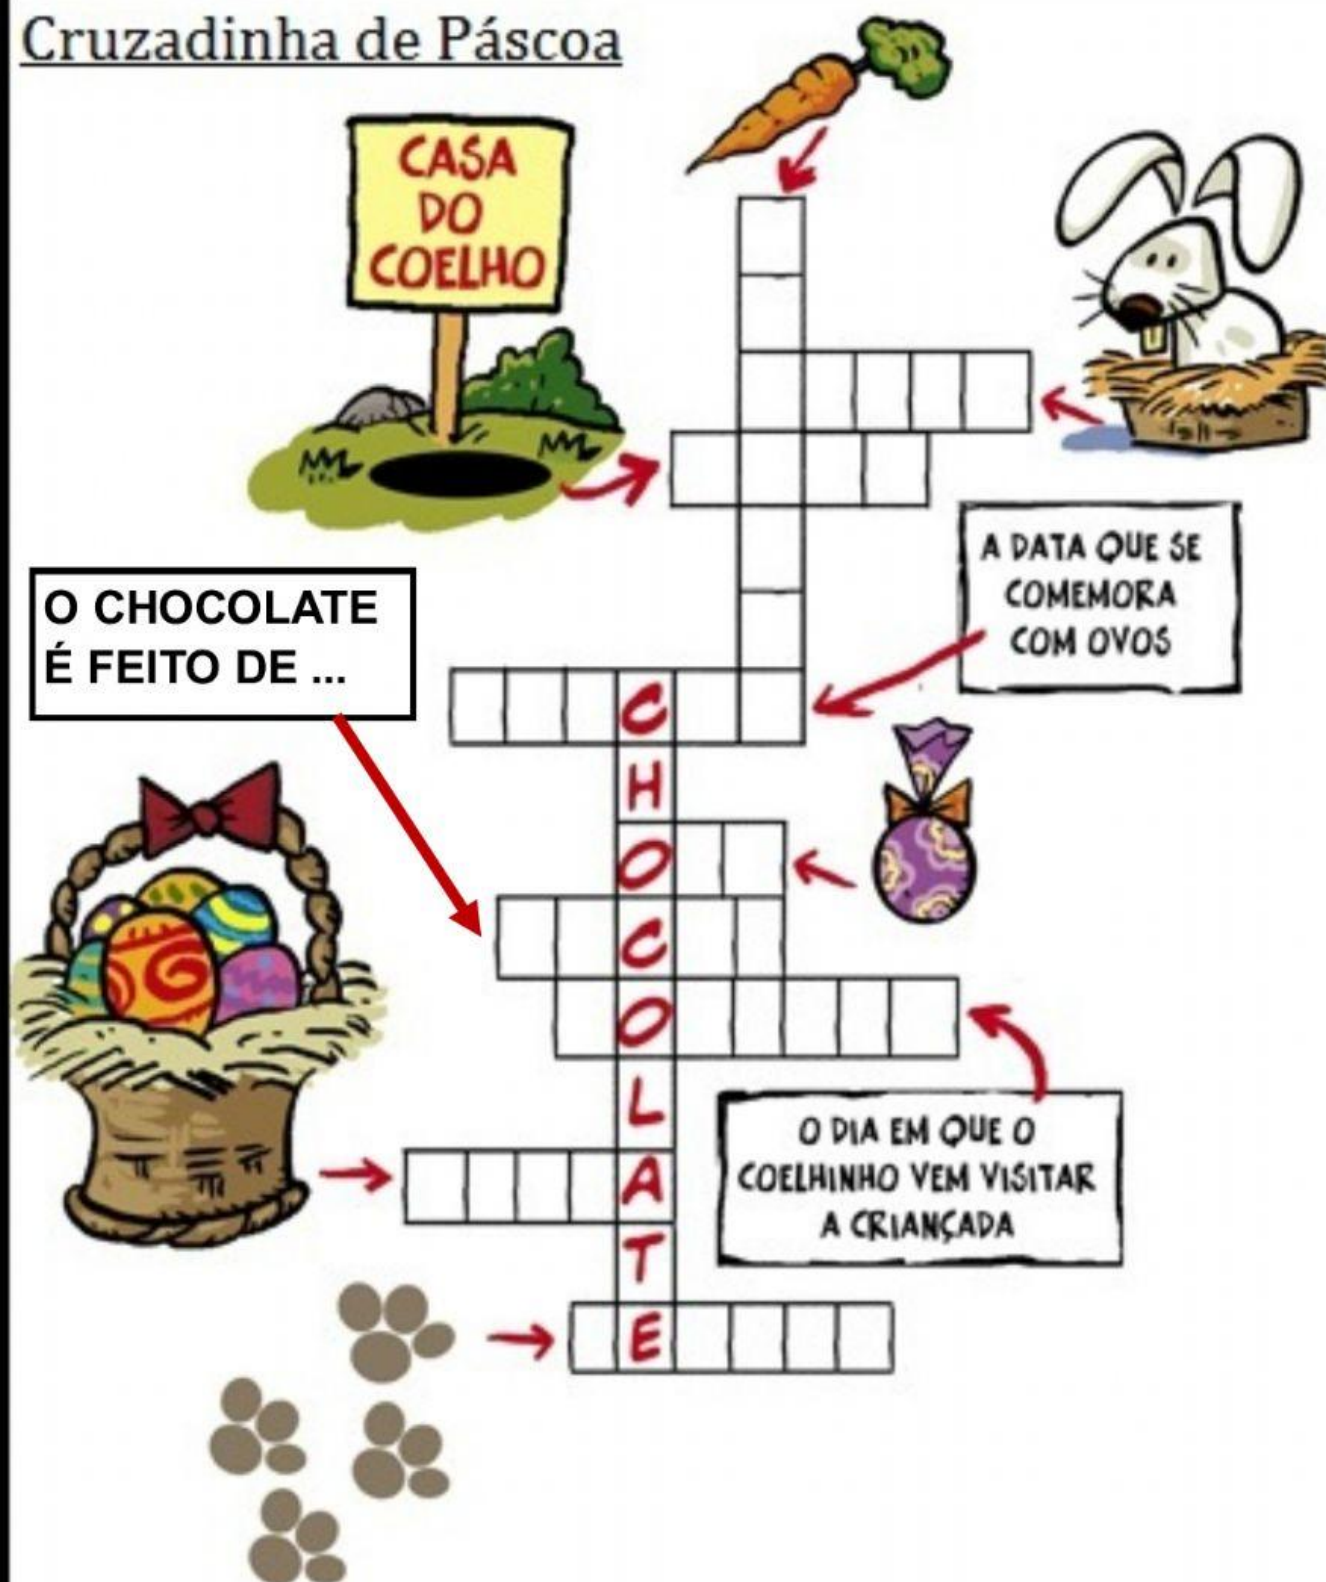 Cruzadinha de Páscoa
CASA
DO
COELHO
A DATA QUE SE
COMEMORA
COM OVOS
O CHOCOLATE
É FEITO DE ...
C
H
O
C
O
L
A
T
E
O DIA EM QUE O
COELHINHO VEM VISITAR
A CRIANÇADA